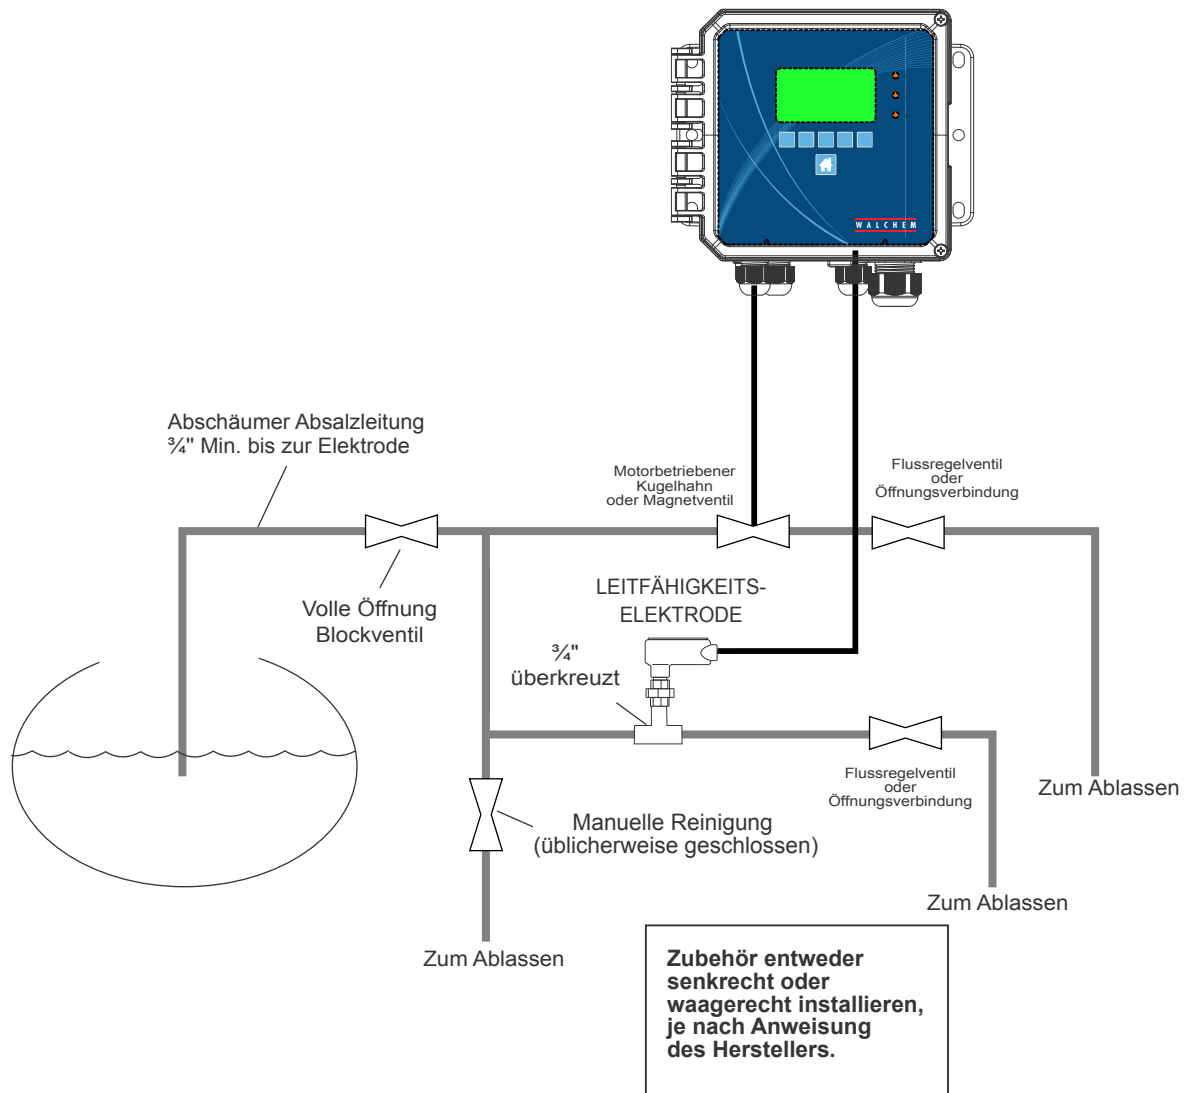 WALCHEM
Abschäumer Absalzleitung
¾" Min. bis zur Elektrode
Motorbetriebener
Kugelhahn
oder Magnetventil
Flussregelventil
oder
Öffnungsverbindung
Volle Öffnung
Blockventil
LEITFÄHIGKEITS-
ELEKTRODE
¾"
überkreuzt
Flussregelventil
oder
Öffnungsverbindung
Zum Ablassen
Manuelle Reinigung
(üblicherweise geschlossen)
Zum Ablassen
Zum Ablassen
Zubehör entweder
senkrecht oder
waagerecht installieren,
je nach Anweisung
des Herstellers.